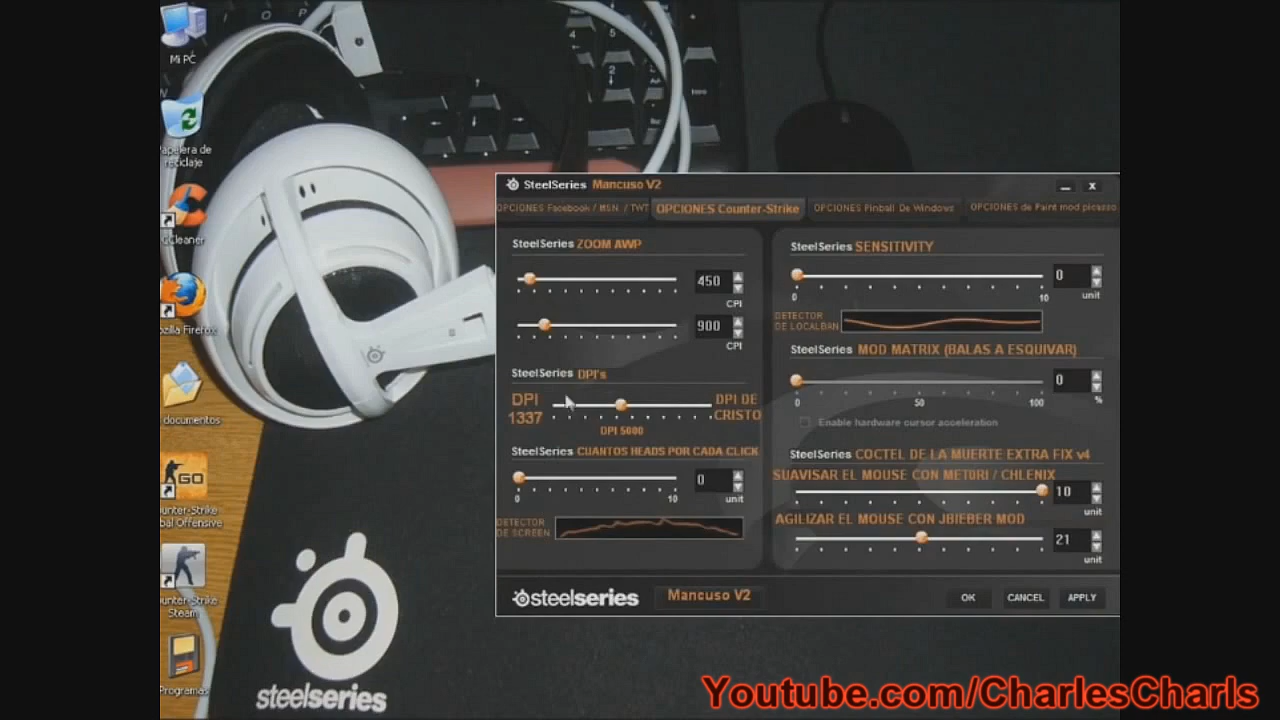 Mi PC
Papelera de
reciclaje
CCleaner
ozilla Firefox
documentos
GO
ounter-Strike
bal Offensive
ounter-Strike
Steam
Programas
SteelSeries Mancuso V2
OPCIONES Facebook / MSN. / TWT
OPCIONES Counter-Strike
OPCIONES Pinball De Windows
OPCIONES de Paint mod picasso
SteelSeries ZOOM AWP
450
CPI
900
CPI
SteelSeries DPI's
DPI
1337
DPI DE
CRISTO
DPI 5000
SteelSeries CUANTOS HEADS POR CADA CLICK
0
0 10 unit
DETECTOR
DE SCREEN
SteelSeries SENSITIVITY
0
0 10 unit
DETECTOR
DE LOCALBAN
SteelSeries MOD MATRIX (BALAS A ESQUIVAR)
0
0 50 100 %
Enable hardware cursor acceleration
SteelSeries COCTEL DE LA MUERTE EXTRA FIX v4
SUAVISAR EL MOUSE CON MET0RI / CHLENIX
10
unit
AGILIZAR EL MOUSE CON JBIEBER MOD
21
unit
steelseries
Mancuso V2
OK
CANCEL
APPLY
steelseries
Youtube.com/CharlesCharls